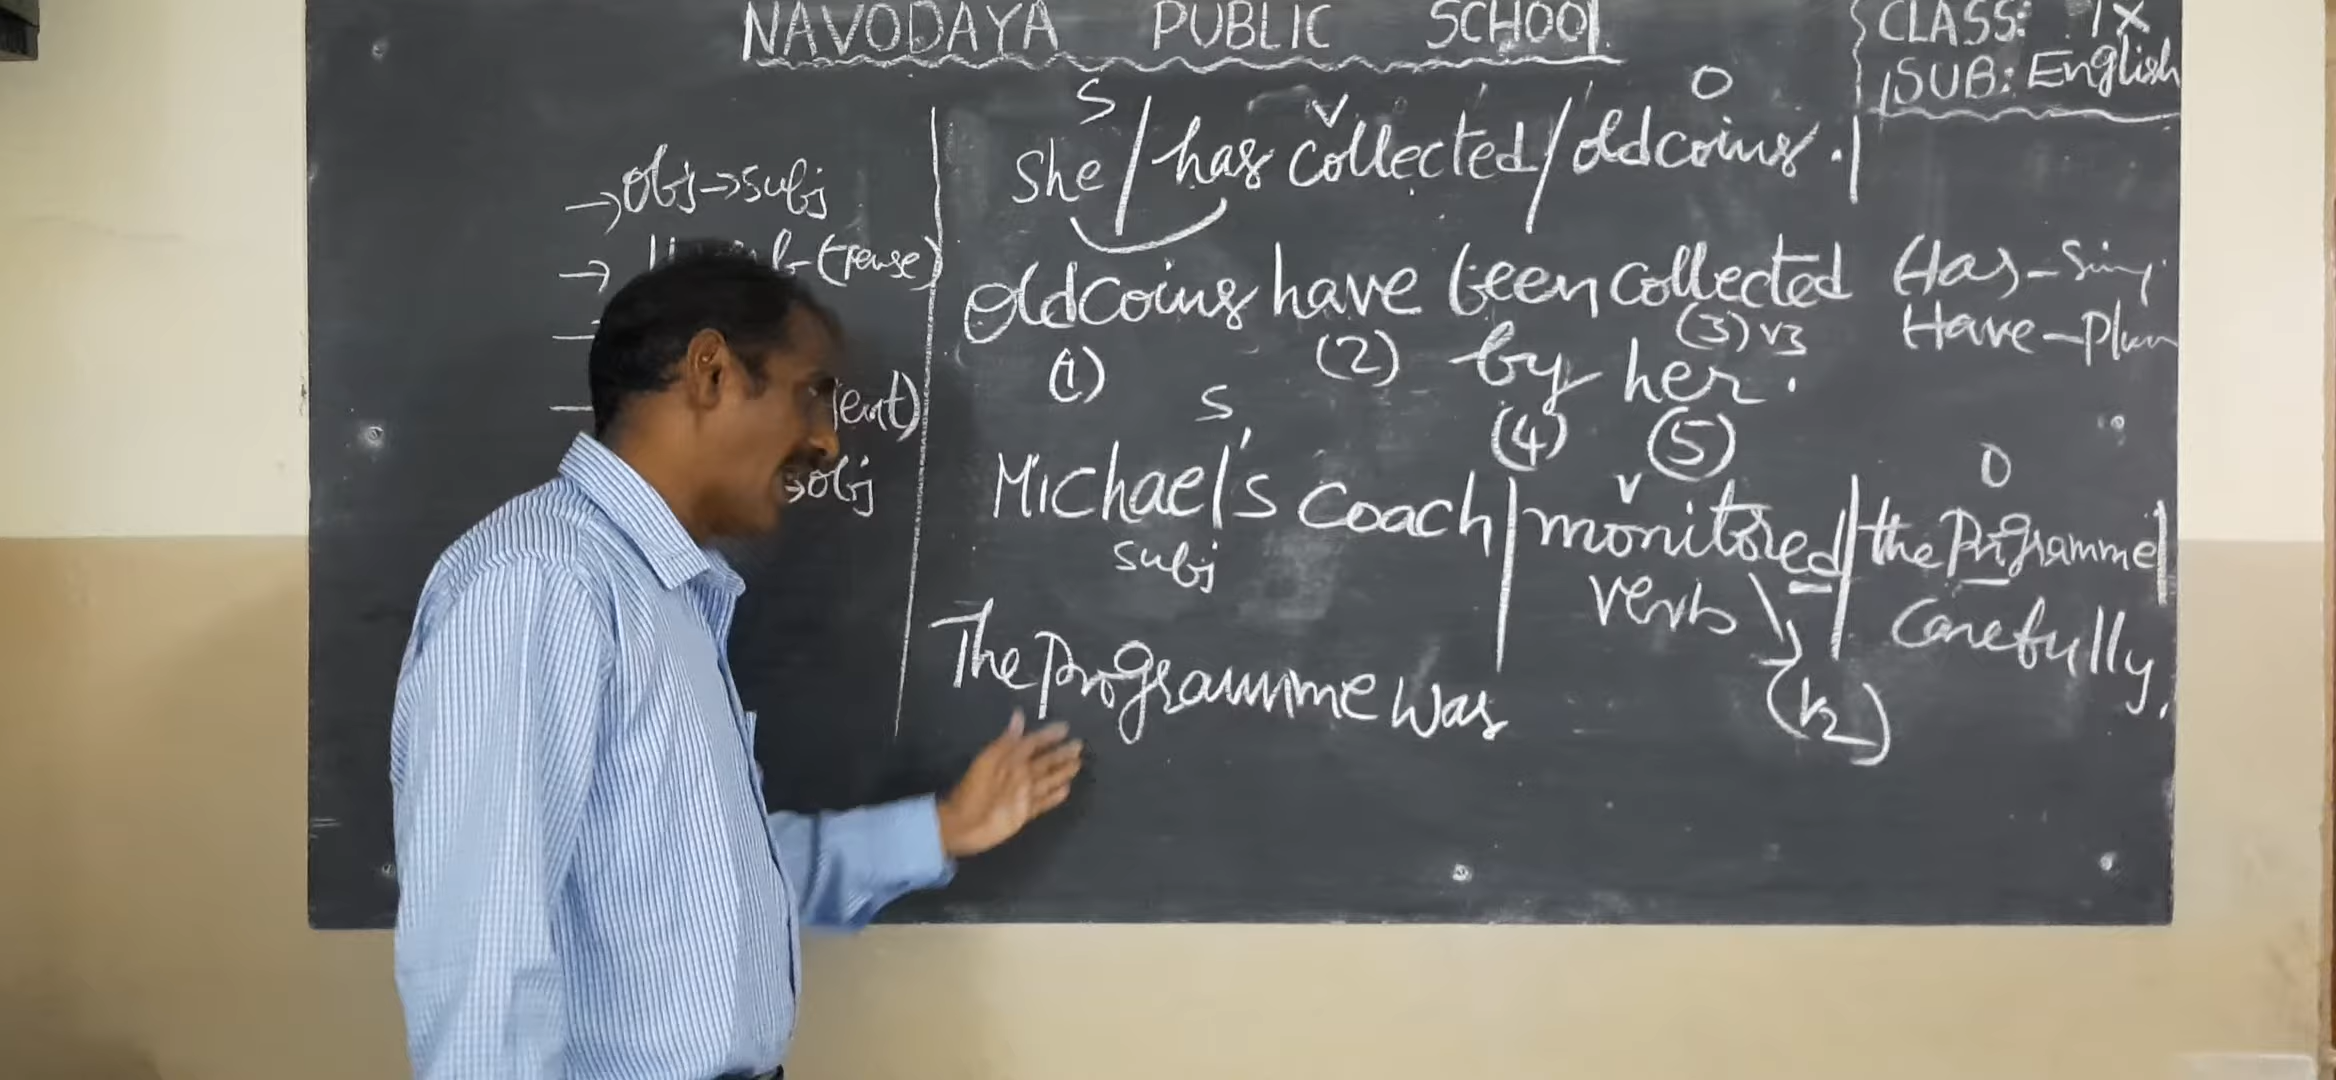 NAVODAYA PUBLIC SCHOOL
CLASS: IX
SUB: English
→ Obj → Subj
→ (Tense)
→ Obj
S V O
She / has collected / old coins. |
Old coins have been collected
(1) (2) (3) V3
by her.
(4) (5)
Has - Sing.
Have - Plu
S V O
Michael's coach | monitored | the Programme |
Subj verb carefully.
(V2)
The Programme was